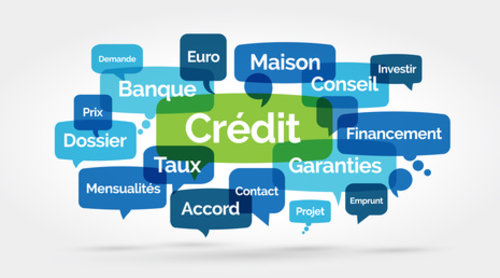 Demande
Euro
Maison
Investir
Banque
Conseil
Prix
Crédit
Dossier
Financement
Taux
Garanties
Mensualités
Contact
Emprunt
Accord
Projet